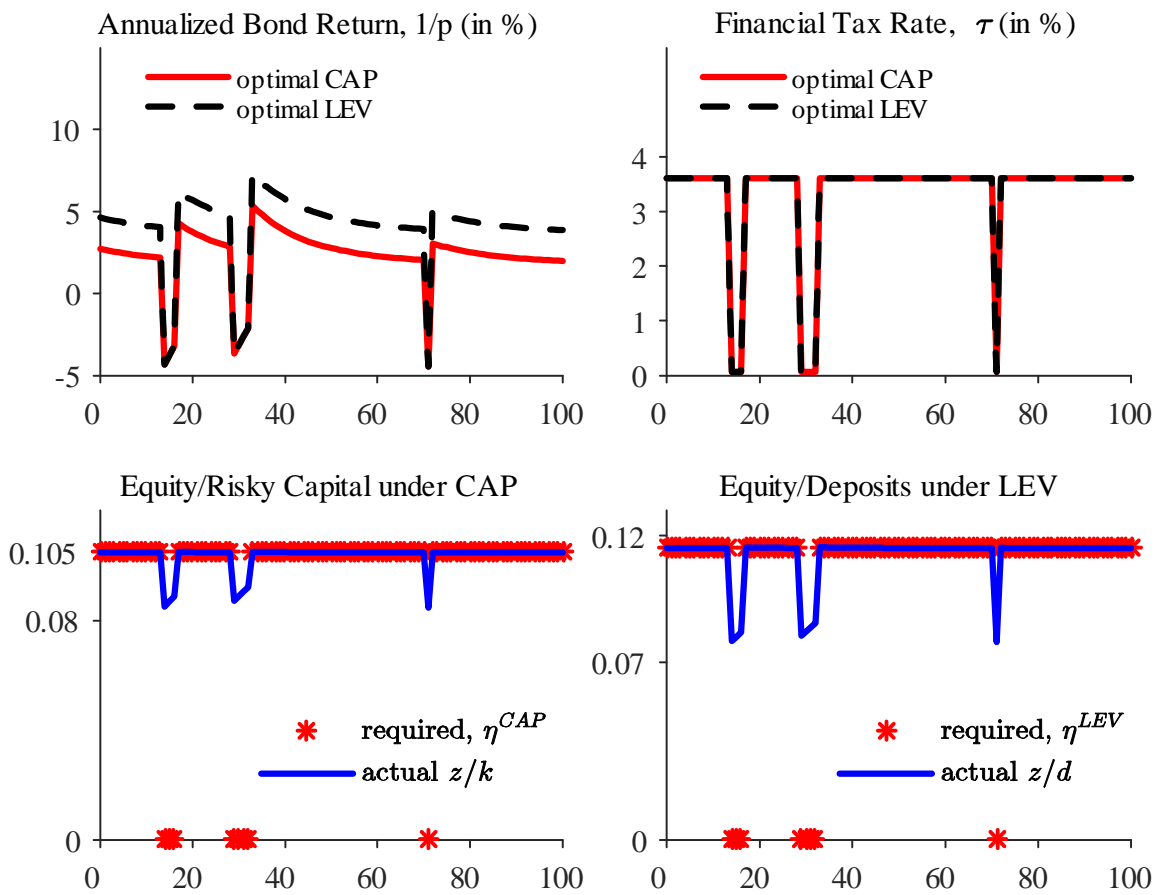 Annualized Bond Return, 1/p (in %)
optimal CAP
optimal LEV
10
5
0
-5
0 20 40 60 80 100
Financial Tax Rate, τ (in %)
optimal CAP
optimal LEV
4
3
2
1
0
0 20 40 60 80 100
Equity/Risky Capital under CAP
0.105
0.08
required, η^CAP
actual z/k
0
0 20 40 60 80 100
Equity/Deposits under LEV
0.12
0.07
required, η^LEV
actual z/d
0
0 20 40 60 80 100